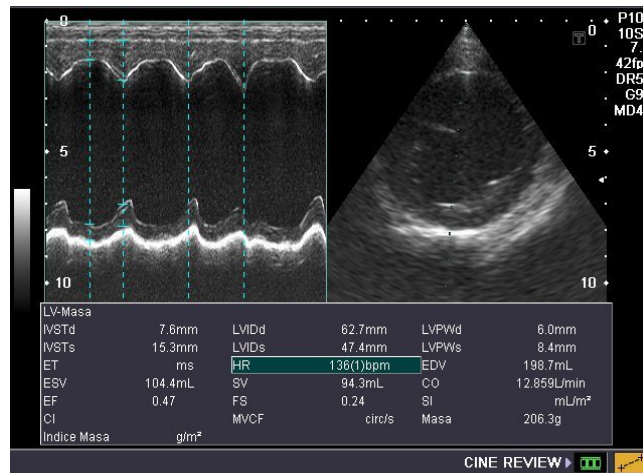 0
0
P10
10S
7.
42fp
DR5
G9
MD4
T
5
5
10
10
LV-Masa
IVSTd 7.6mm LVIDd 62.7mm LVPWd 6.0mm
IVSTs 15.3mm LVIDs 47.4mm LVPWs 8.4mm
ET ms HR 136(1)bpm EDV 198.7mL
ESV 104.4mL SV 94.3mL CO 12.859L/min
EF 0.47 FS 0.24 SI mL/m²
CI MVCF circ/s Masa 206.3g
Indice Masa g/m²
CINE REVIEW